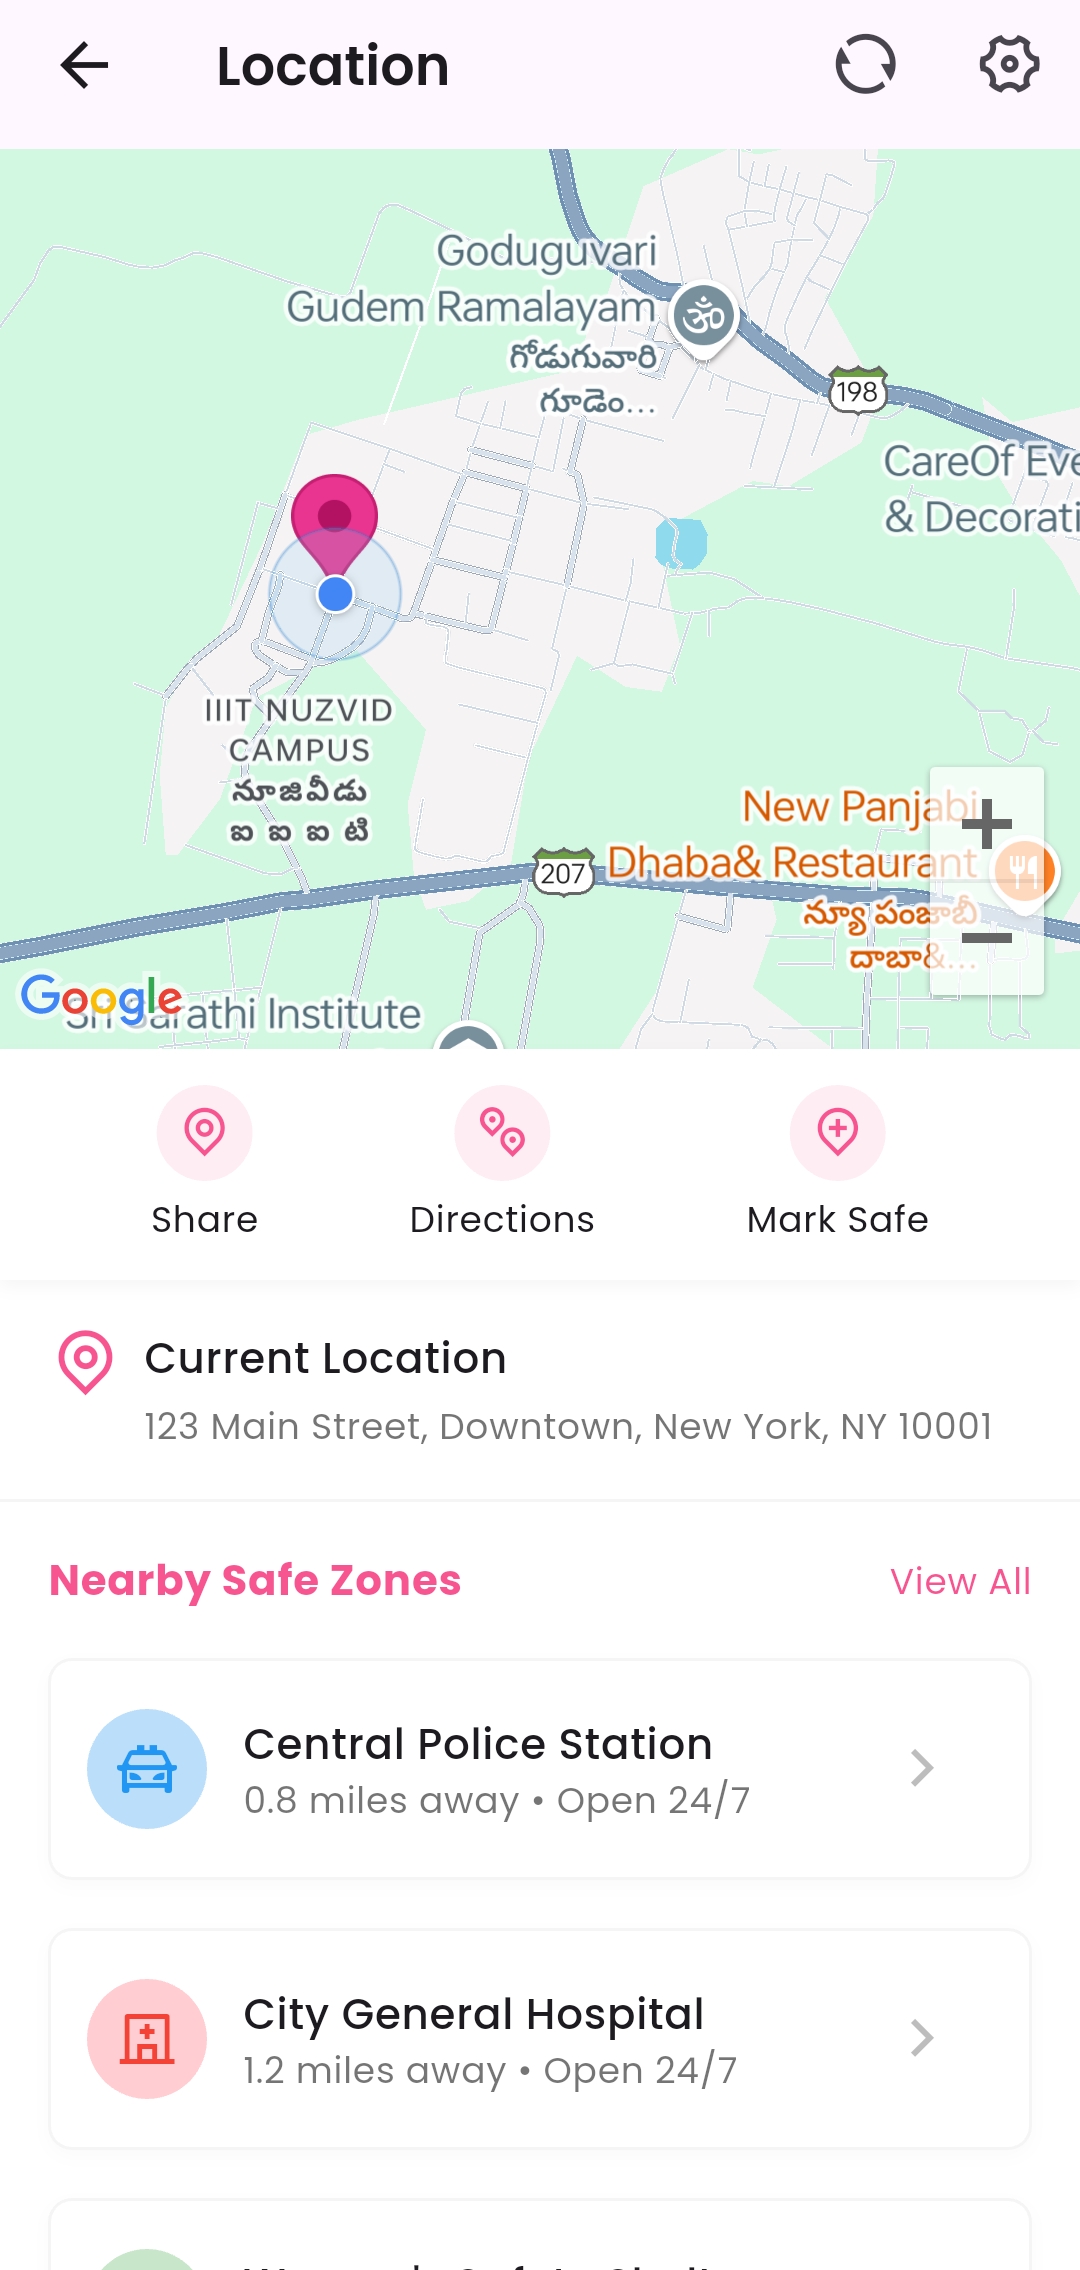 Location
Goduguvari
Gudem Ramalayam
గోడుగువారి
గూడెం...
198
CareOf Eve
& Decorati
IIIT NUZVID
CAMPUS
నూజివీడు
ఐ ఐ ఐ టి
New Panjabi
Dhaba& Restaurant
207
న్యూ పంజాబీ
దాబా&...
Google
Sri Sarathi Institute
Share
Directions
Mark Safe
Current Location
123 Main Street, Downtown, New York, NY 10001
Nearby Safe Zones
View All
Central Police Station
0.8 miles away • Open 24/7
City General Hospital
1.2 miles away • Open 24/7